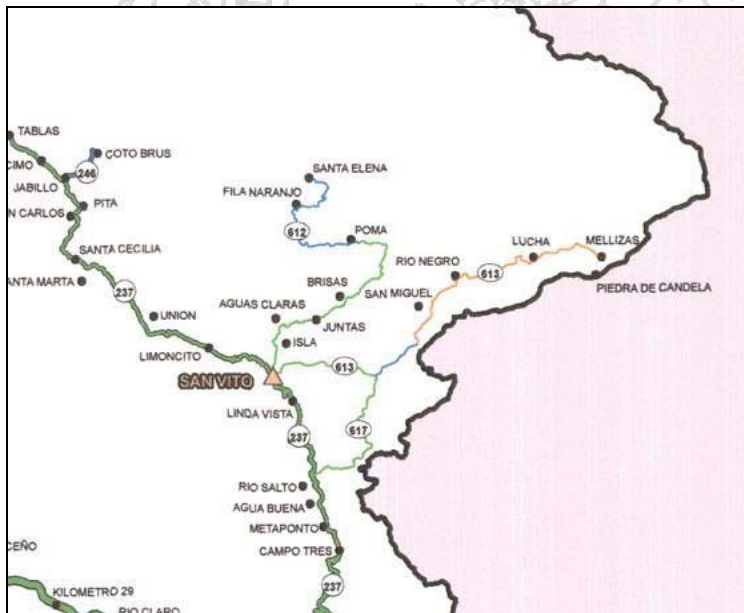 TABLAS
COTO BRUS
CIMO
246
JABILLO
SANTA ELENA
FILA NARANJO
PITA
N CARLOS
612
POMA
SANTA CECILIA
LUCHA
MELLIZAS
RIO NEGRO
613
ANTA MARTA
237
BRISAS
SAN MIGUEL
PIEDRA DE CANDELA
AGUAS CLARAS
UNION
JUNTAS
ISLA
LIMONCITO
613
SAN VITO
LINDA VISTA
237
617
RIO SALTO
AGUA BUENA
METAPONTO
CEÑO
CAMPO TRES
237
KILOMETRO 29
RIO CLARO